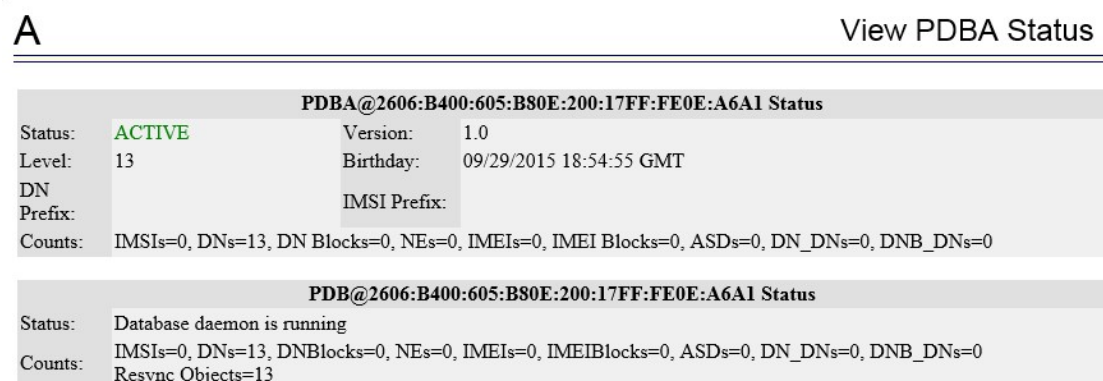 A
View PDBA Status
PDBA@2606:B400:605:B80E:200:17FF:FE0E:A6A1 Status
Status: ACTIVE Version: 1.0
Level: 13 Birthday: 09/29/2015 18:54:55 GMT
DN
Prefix:
IMSI Prefix:
Counts: IMSIs=0, DNs=13, DN Blocks=0, NEs=0, IMEIs=0, IMEI Blocks=0, ASDs=0, DN_DNs=0, DNB_DNs=0
PDB@2606:B400:605:B80E:200:17FF:FE0E:A6A1 Status
Status: Database daemon is running
Counts: IMSIs=0, DNs=13, DNBlocks=0, NEs=0, IMEIs=0, IMEIBlocks=0, ASDs=0, DN_DNs=0, DNB_DNs=0
Resync Objects=13